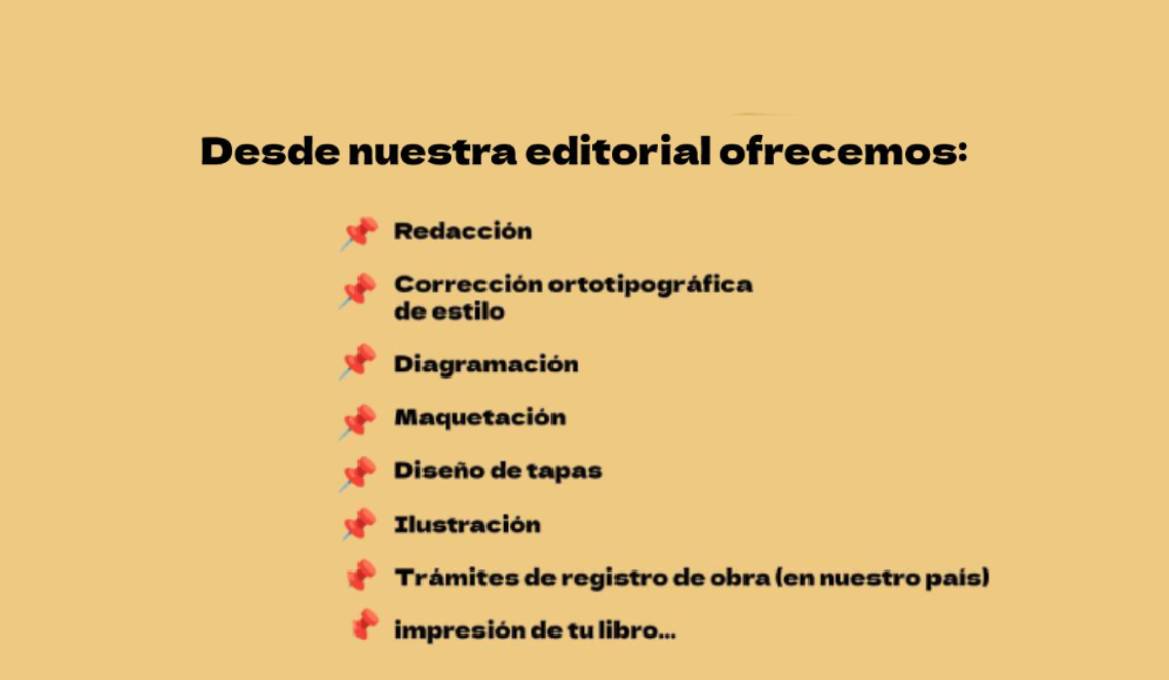 Desde nuestra editorial ofrecemos:
Redacción
Corrección ortotipográfica
de estilo
Diagramación
Maquetación
Diseño de tapas
Ilustración
Trámites de registro de obra (en nuestro país)
impresión de tu libro...